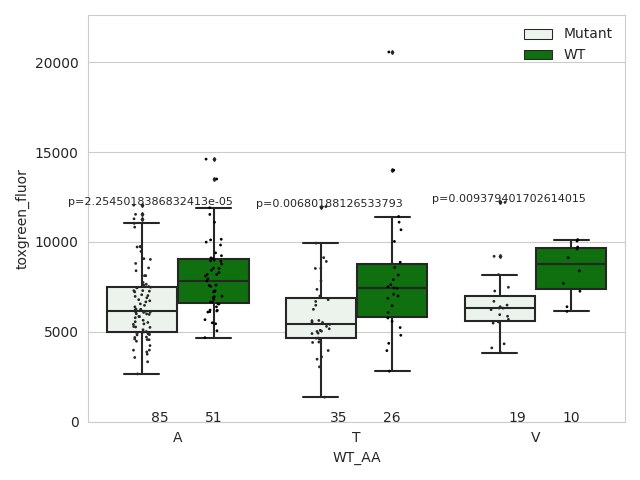 Mutant
WT
20000
15000
10000
5000
0
toxgreen_fluor
p=2.2545018386832413e-05
p=0.00680188126533793
p=0.009379401702614015
85 51 35 26 19 10
A T V
WT_AA